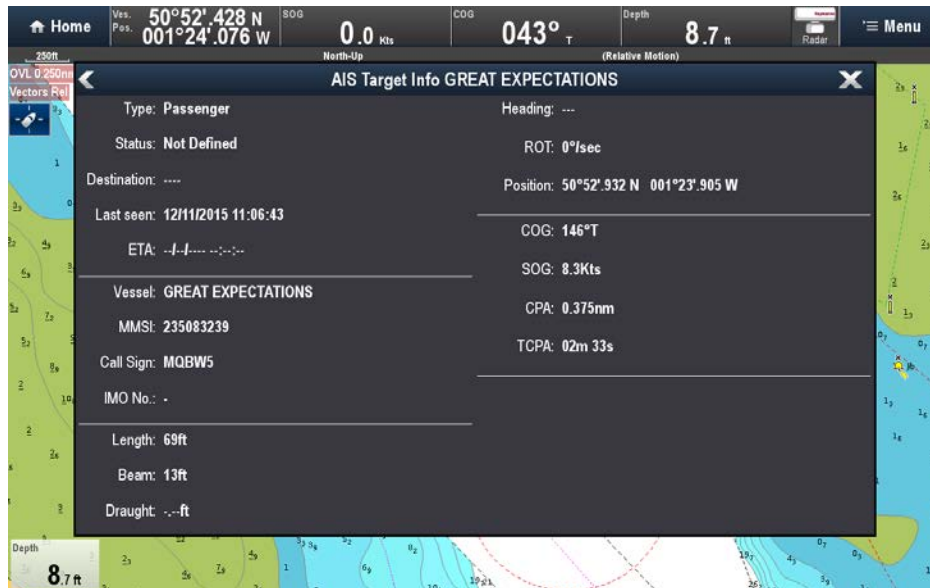 Home
Ves. Pos. 50°52'.428 N
001°24'.076 W
SOG
0.0 Kts
COG
043° T
Depth
8.7 ft
Radar
Menu
250ft
North-Up
(Relative Motion)
OVL 0.250nm
Vectors Rel
AIS Target Info GREAT EXPECTATIONS
Type: Passenger
Status: Not Defined
Destination: ----
Last seen: 12/11/2015 11:06:43
ETA: --/--/---- --:--:--
Vessel: GREAT EXPECTATIONS
MMSI: 235083239
Call Sign: MQBW5
IMO No.: -
Length: 69ft
Beam: 13ft
Draught: -.--ft
Heading: ---
ROT: 0°/sec
Position: 50°52'.932 N 001°23'.905 W
COG: 146°T
SOG: 8.3Kts
CPA: 0.375nm
TCPA: 02m 33s
Depth
8.7 ft